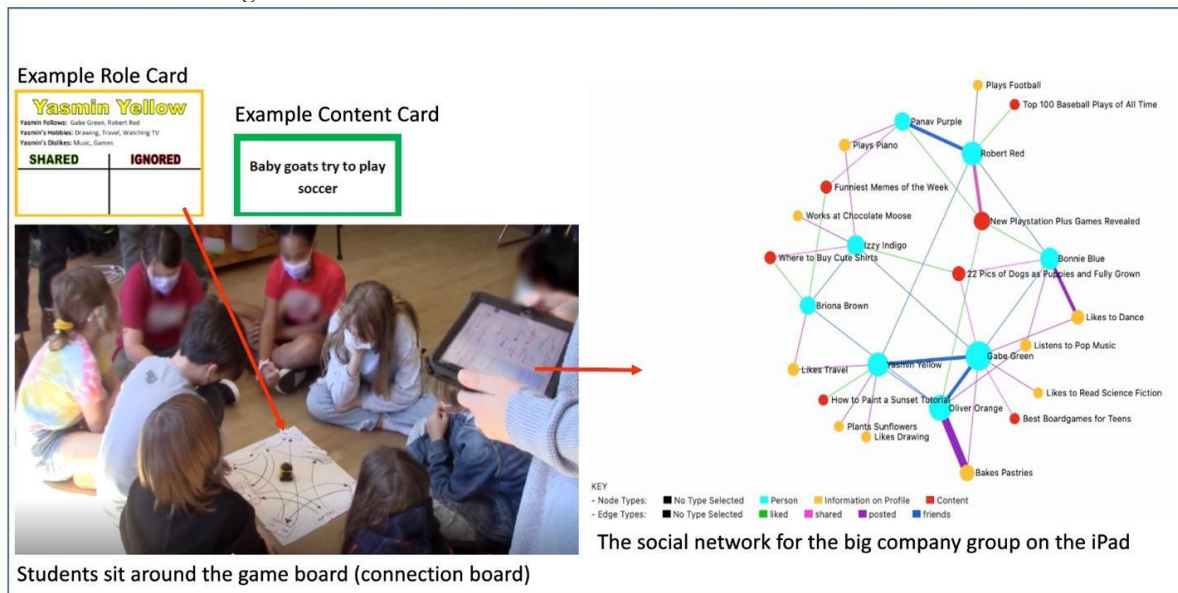 Example Role Card
Yasmin Yellow
Yasmin Follows: Gabe Green, Robert Red
Yasmin's Hobbies: Drawing, Travel, Watching TV
Yasmin's Dislikes: Music, Games
SHARED IGNORED
Example Content Card
Baby goats try to play
soccer
Students sit around the game board (connection board)
Plays Football
Top 100 Baseball Plays of All Time
Panav Purple
Plays Piano
Robert Red
Funniest Memes of the Week
Works at Chocolate Moose
New Playstation Plus Games Revealed
Izzy Indigo
Where to Buy Cute Shirts
Bonnie Blue
22 Pics of Dogs as Puppies and Fully Grown
Briona Brown
Likes to Dance
Listens to Pop Music
Gabe Green
Yasmin Yellow
Likes Travel
Likes to Read Science Fiction
How to Paint a Sunset Tutorial
Oliver Orange
Best Boardgames for Teens
Plants Sunflowers
Likes Drawing
Bakes Pastries
KEY
- Node Types: No Type Selected Person Information on Profile Content
- Edge Types: No Type Selected liked shared posted friends
The social network for the big company group on the iPad